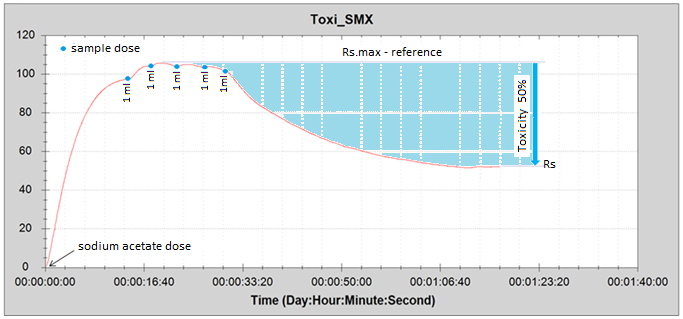 Toxi_SMX
120
100
80
60
40
20
0
sample dose
Rs.max - reference
1 ml
1 ml
1 ml
1 ml
1ml
Toxicity 50%
Rs
sodium acetate dose
00:00:00:00
00:00:16:40
00:00:33:20
00:00:50:00
00:01:06:40
00:01:23:20
00:01:40:00
Time (Day:Hour:Minute:Second)